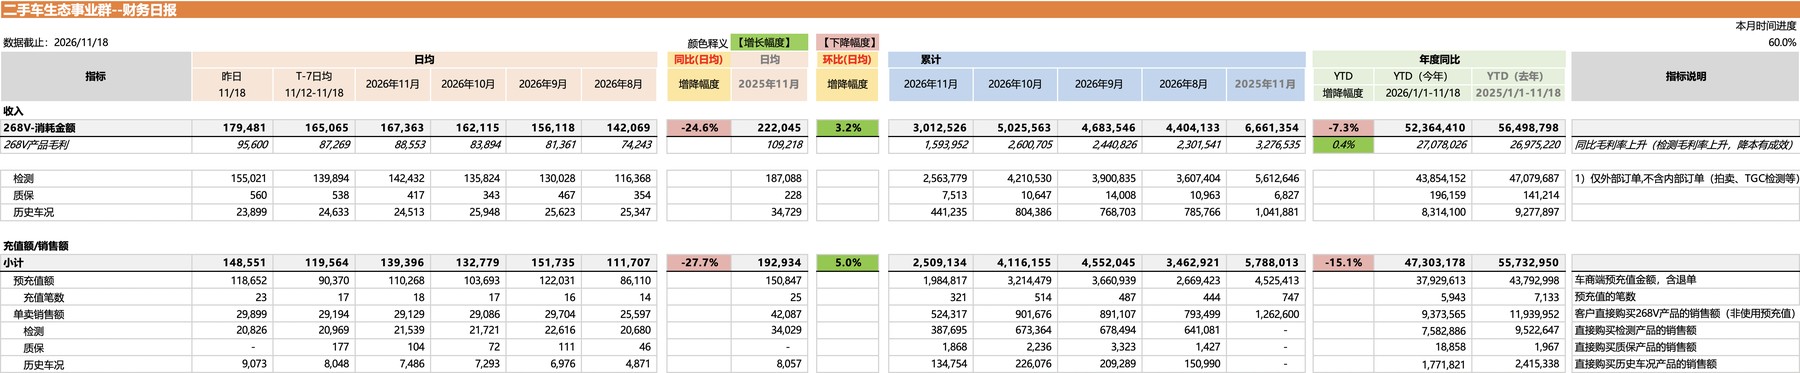 二手车生态事业群--财务日报
本月时间进度
数据截止：2026/11/18 颜色释义 【增长幅度】 【下降幅度】 60.0%
指标 日均 同比(日均) 日均 环比(日均) 累计 年度同比 指标说明
昨日 T-7日均 2026年11月 2026年10月 2026年9月 2026年8月 增降幅度 2025年11月 增降幅度 2026年11月 2026年10月 2026年9月 2026年8月 2025年11月 YTD YTD（今年） YTD（去年）
11/18 11/12-11/18 增降幅度 2026/1/1-11/18 2025/1/1-11/18
收入
268V-消耗金额 179,481 165,065 167,363 162,115 156,118 142,069 -24.6% 222,045 3.2% 3,012,526 5,025,563 4,683,546 4,404,133 6,661,354 -7.3% 52,364,410 56,498,798
268V产品毛利 95,600 87,269 88,553 83,894 81,361 74,243 109,218 1,593,952 2,600,705 2,440,826 2,301,541 3,276,535 0.4% 27,078,026 26,975,220 同比毛利率上升（检测毛利率上升，降本有成效）
检测 155,021 139,894 142,432 135,824 130,028 116,368 187,088 2,563,779 4,210,530 3,900,835 3,607,404 5,612,646 43,854,152 47,079,687 1）仅外部订单,不含内部订单（拍卖、TGC检测等）
质保 560 538 417 343 467 354 228 7,513 10,647 14,008 10,963 6,827 196,159 141,214
历史车况 23,899 24,633 24,513 25,948 25,623 25,347 34,729 441,235 804,386 768,703 785,766 1,041,881 8,314,100 9,277,897
充值额/销售额
小计 148,551 119,564 139,396 132,779 151,735 111,707 -27.7% 192,934 5.0% 2,509,134 4,116,155 4,552,045 3,462,921 5,788,013 -15.1% 47,303,178 55,732,950
预充值额 118,652 90,370 110,268 103,693 122,031 86,110 150,847 1,984,817 3,214,479 3,660,939 2,669,423 4,525,413 37,929,613 43,792,998 车商端预充值金额，含退单
充值笔数 23 17 18 17 16 14 25 321 514 487 444 747 5,943 7,133 预充值的笔数
单卖销售额 29,899 29,194 29,129 29,086 29,704 25,597 42,087 524,317 901,676 891,107 793,499 1,262,600 9,373,565 11,939,952 客户直接购买268V产品的销售额（非使用预充值）
检测 20,826 20,969 21,539 21,721 22,616 20,680 34,029 387,695 673,364 678,494 641,081 - 7,582,886 9,522,647 直接购买检测产品的销售额
质保 - 177 104 72 111 46 - 1,868 2,236 3,323 1,427 - 18,858 1,967 直接购买质保产品的销售额
历史车况 9,073 8,048 7,486 7,293 6,976 4,871 8,057 134,754 226,076 209,289 150,990 - 1,771,821 2,415,338 直接购买历史车况产品的销售额